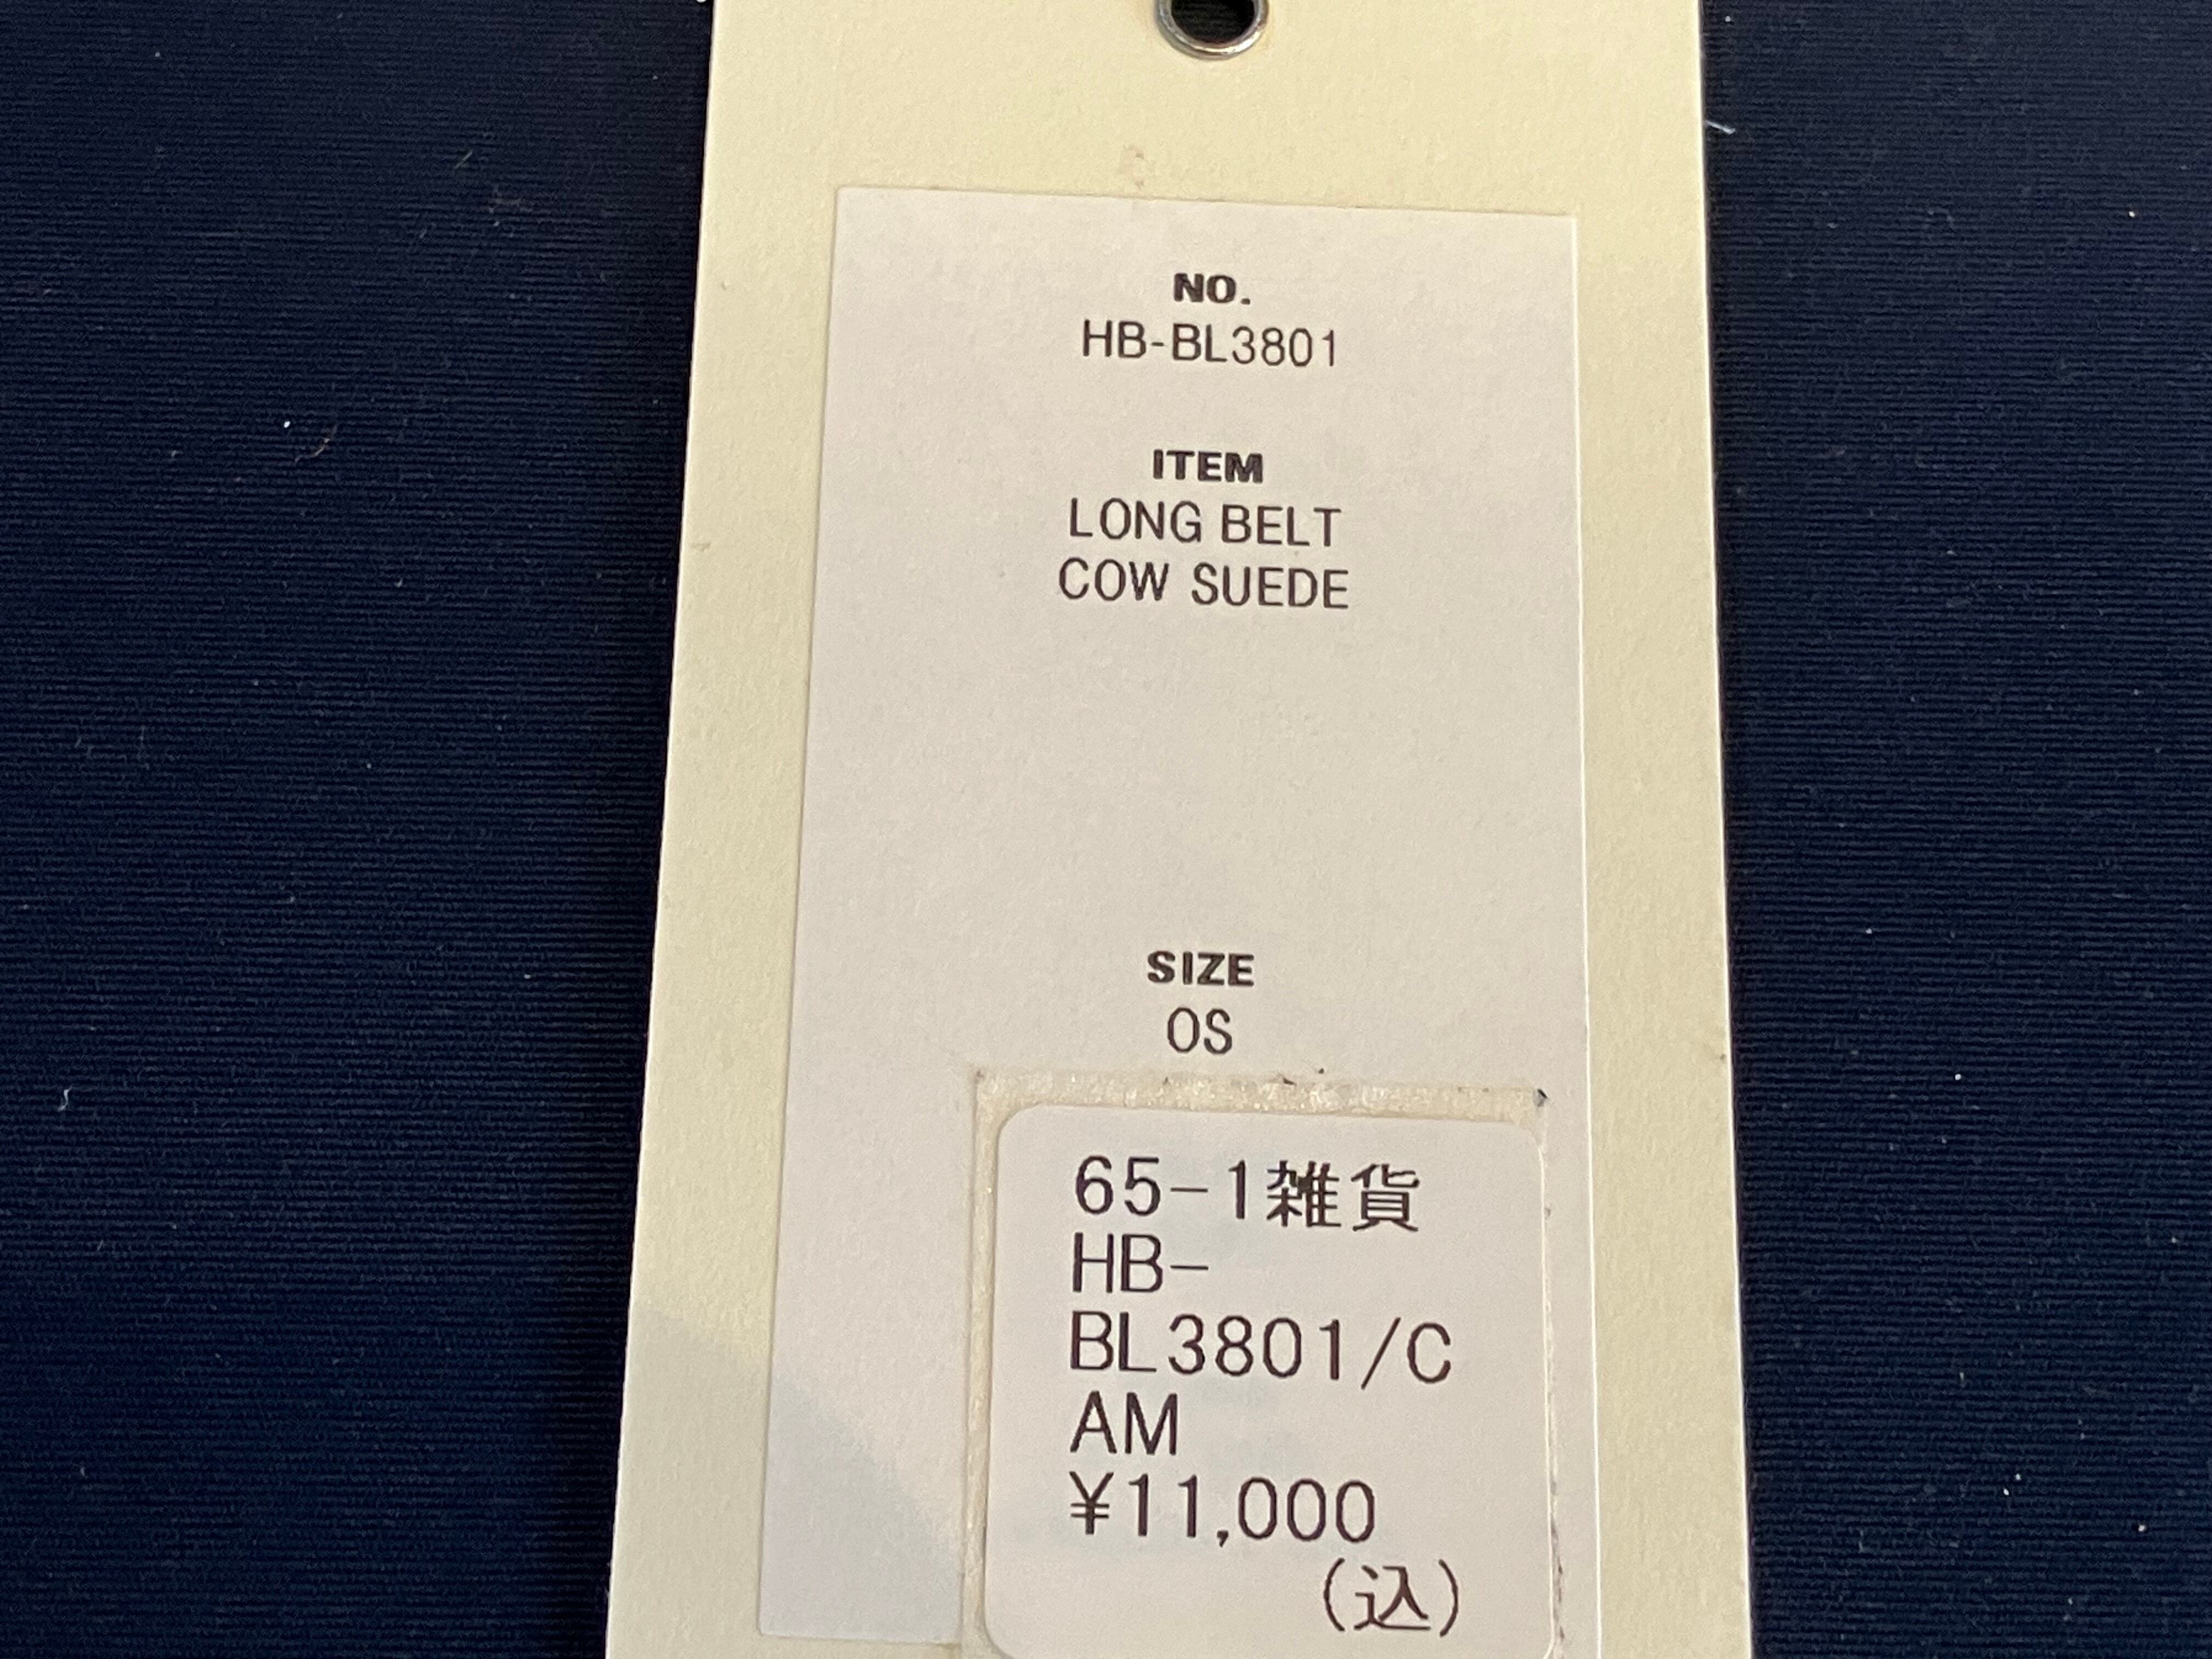 NO.
HB-BL3801
ITEM
LONG BELT
COW SUEDE
SIZE
OS
65-1雑貨
HB-
BL3801/C
AM
¥11,000
(込)